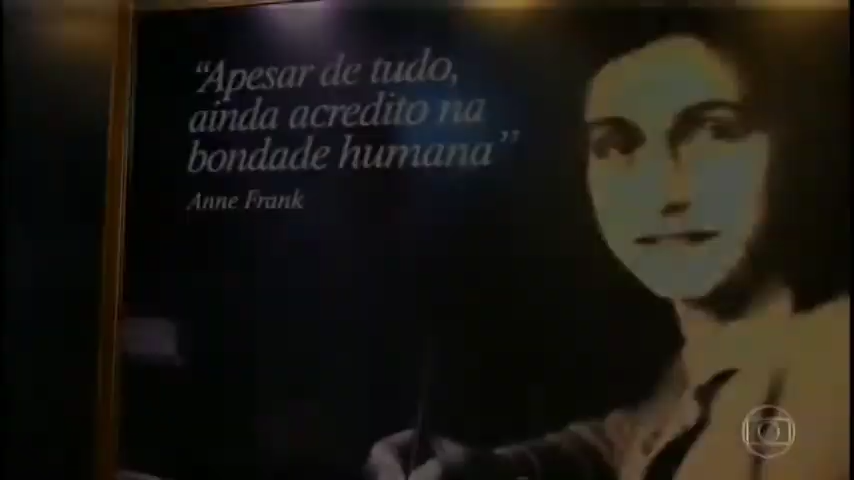 “Apesar de tudo,
ainda acredito na
bondade humana”
Anne Frank